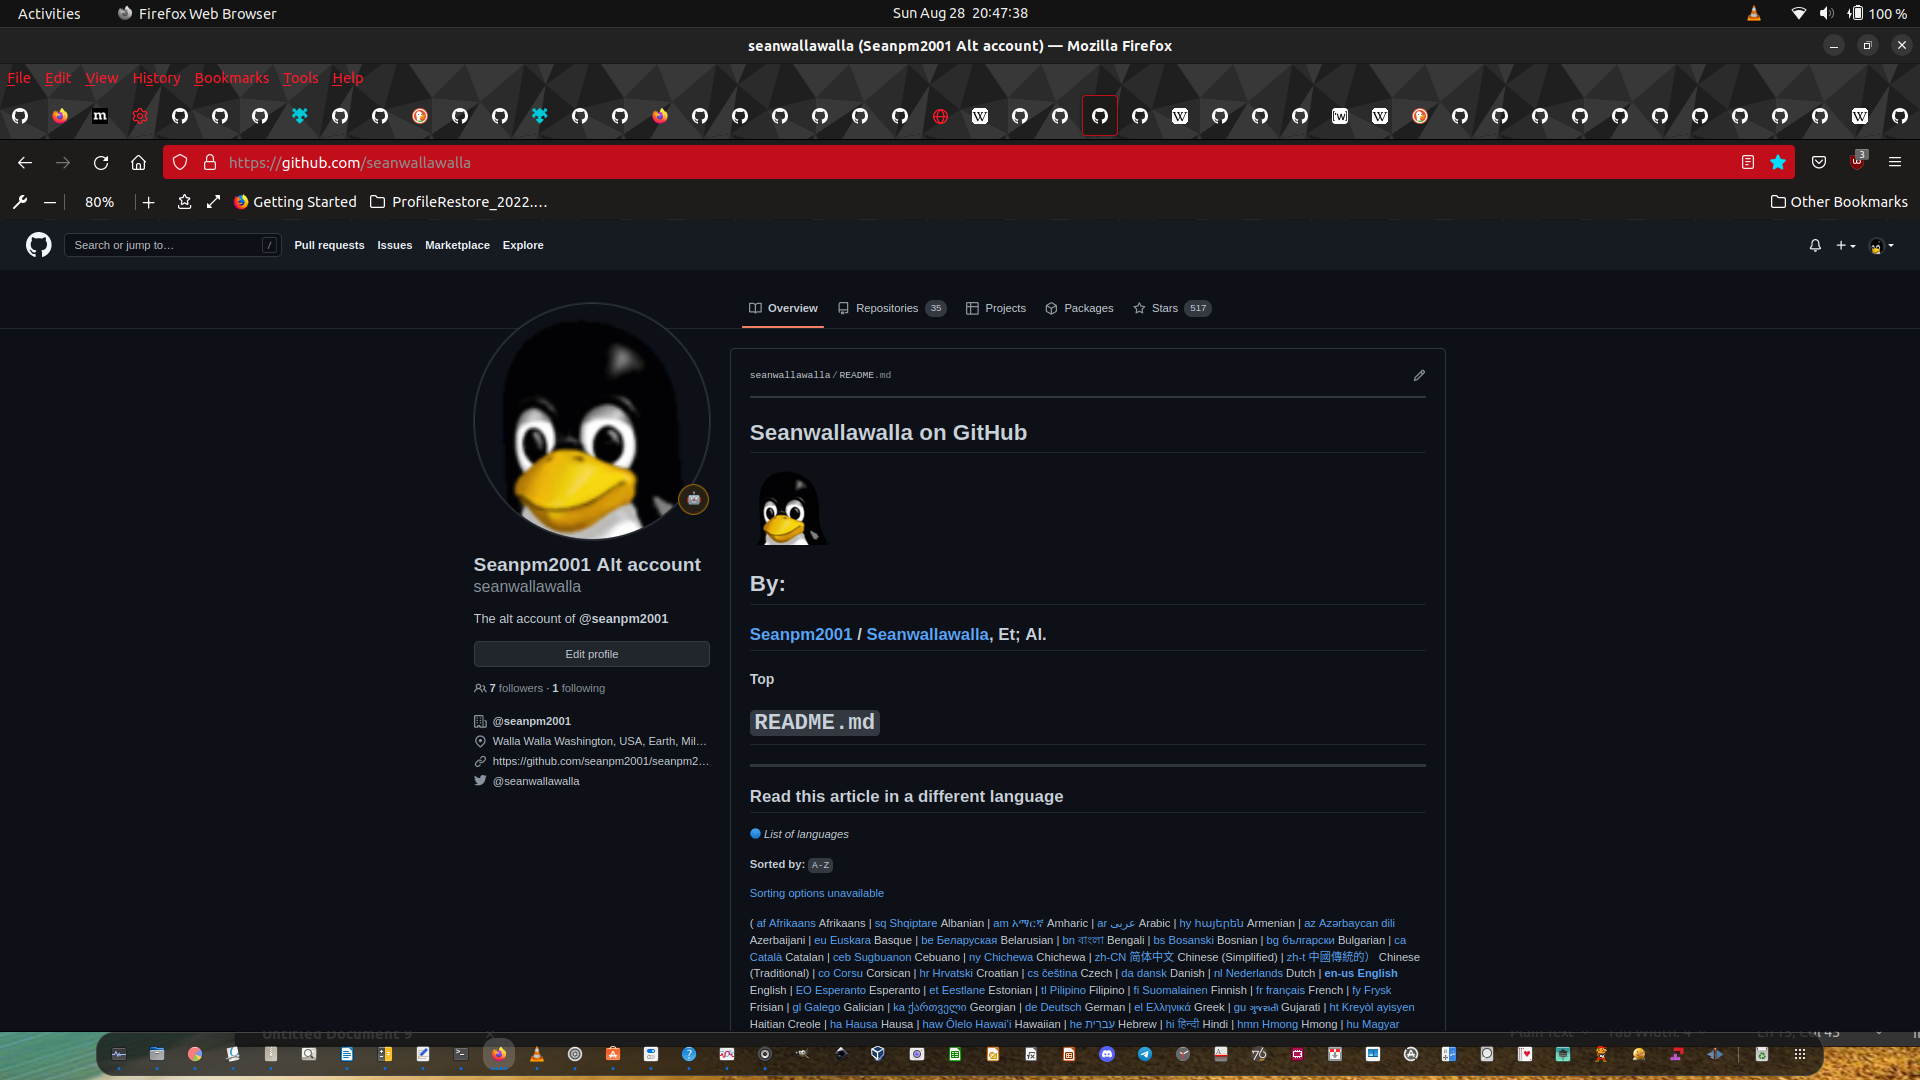 Activities Firefox Web Browser Sun Aug 28 20:47:38 100 %
seanwallawalla (Seanpm2001 Alt account) — Mozilla Firefox
File Edit View History Bookmarks Tools Help
https://github.com/seanwallawalla 3
80% Getting Started ProfileRestore_2022.... Other Bookmarks
Search or jump to... / Pull requests Issues Marketplace Explore
Overview Repositories 35 Projects Packages Stars 517
seanwallawalla/README.md
Seanwallawalla on GitHub
Seanpm2001 Alt account
seanwallawalla
The alt account of @seanpm2001
Edit profile
7 followers · 1 following
@seanpm2001
Walla Walla Washington, USA, Earth, Mil...
https://github.com/seanpm2001/seanpm2...
@seanwallawalla
By:
Seanpm2001 / Seanwallawalla, Et; Al.
Top
README.md
Read this article in a different language
List of languages
Sorted by: A-Z
Sorting options unavailable
( af Afrikaans Afrikaans | sq Shqiptare Albanian | am አማርኛ Amharic | ar عربى Arabic | hy հայերեն Armenian | az Azərbaycan dili
Azerbaijani | eu Euskara Basque | be Беларуская Belarusian | bn বাংলা Bengali | bs Bosanski Bosnian | bg български Bulgarian | ca
Català Catalan | ceb Sugbuanon Cebuano | ny Chichewa Chichewa | zh-CN 简体中文 Chinese (Simplified) | zh-t 中國傳統的） Chinese
(Traditional) | co Corsu Corsican | hr Hrvatski Croatian | cs čeština Czech | da dansk Danish | nl Nederlands Dutch | en-us English
English | EO Esperanto Esperanto | et Eestlane Estonian | tl Pilipino Filipino | fi Suomalainen Finnish | fr français French | fy Frysk
Frisian | gl Galego Galician | ka ქართველი Georgian | de Deutsch German | el Ελληνικά Greek | gu ગુજરાતી Gujarati | ht Kreyòl ayisyen
Haitian Creole | ha Hausa Hausa | haw Ōlelo Hawaiʻi Hawaiian | he עִברִית Hebrew | hi हिन्दी Hindi | hmn Hmong Hmong | hu Magyar
Untitled Document 9